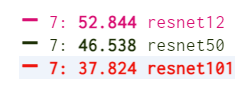 7: 52.844 resnet12
7: 46.538 resnet50
7: 37.824 resnet101